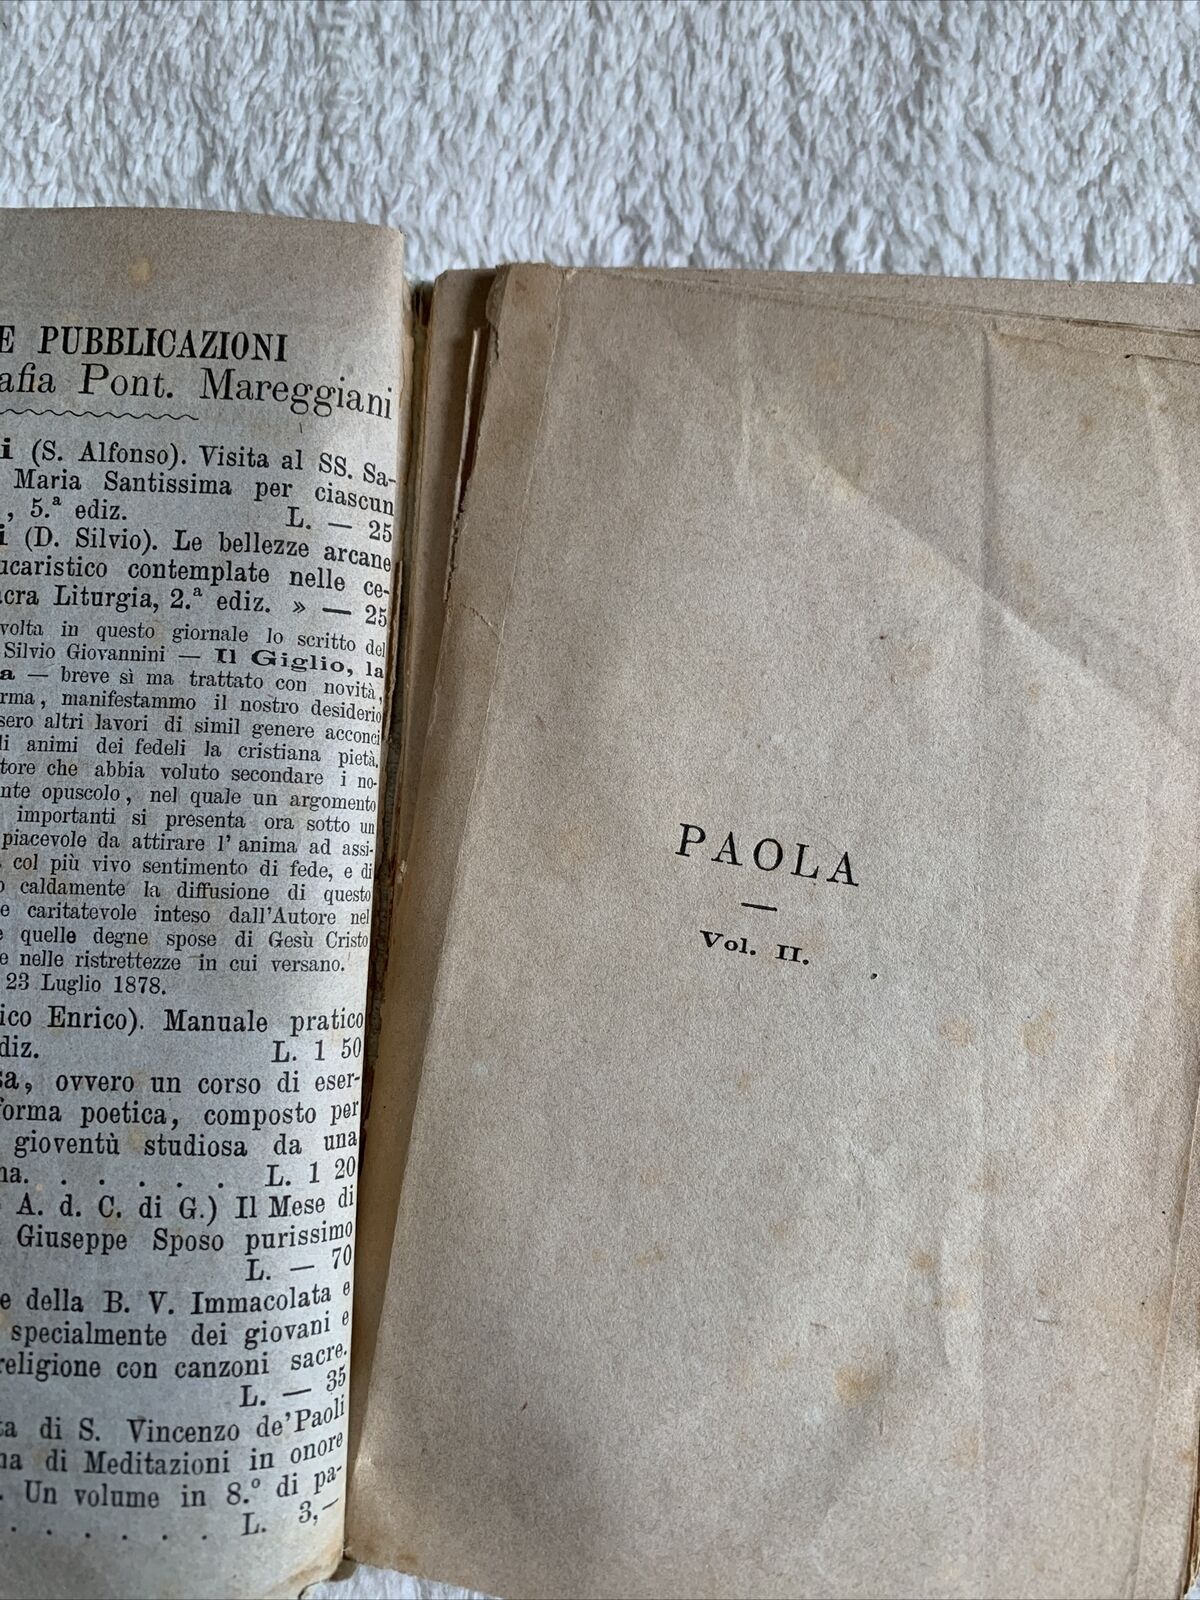 E PUBBLICAZIONI
afia Pont. Mareggiani
i (S. Alfonso). Visita al SS. Sa-
Maria Santissima per ciascun
, 5.ª ediz. L. — 25
i (D. Silvio). Le bellezze arcane
ucaristico contemplate nelle ce-
cra Liturgia, 2.ª ediz. » — 25
volta in questo giornale lo scritto del
Silvio Giovannini — Il Giglio, la
a — breve sì ma trattato con novità,
rma, manifestammo il nostro desiderio
sero altri lavori di simil genere acconci
li animi dei fedeli la cristiana pietà.
tore che abbia voluto secondare i no-
nte opuscolo, nel quale un argomento
importanti si presenta ora sotto un
piacevole da attirare l' anima ad assi-
col più vivo sentimento di fede, e di
o caldamente la diffusione di questo
e caritatevole inteso dall'Autore nel
e quelle degne spose di Gesù Cristo
e nelle ristrettezze in cui versano.
23 Luglio 1878.
ico Enrico). Manuale pratico
diz. L. 1 50
sa, ovvero un corso di eser-
forma poetica, composto per
gioventù studiosa da una
na. . . . . . L. 1 20
A. d. C. di G.) Il Mese di
Giuseppe Sposo purissimo
L. — 70
e della B. V. Immacolata e
specialmente dei giovani e
religione con canzoni sacre.
L. — 35
ta di S. Vincenzo de' Paoli
na di Meditazioni in onore
. Un volume in 8.º di pa-
. . . . . . L. 3,—
PAOLA
—
Vol. II.